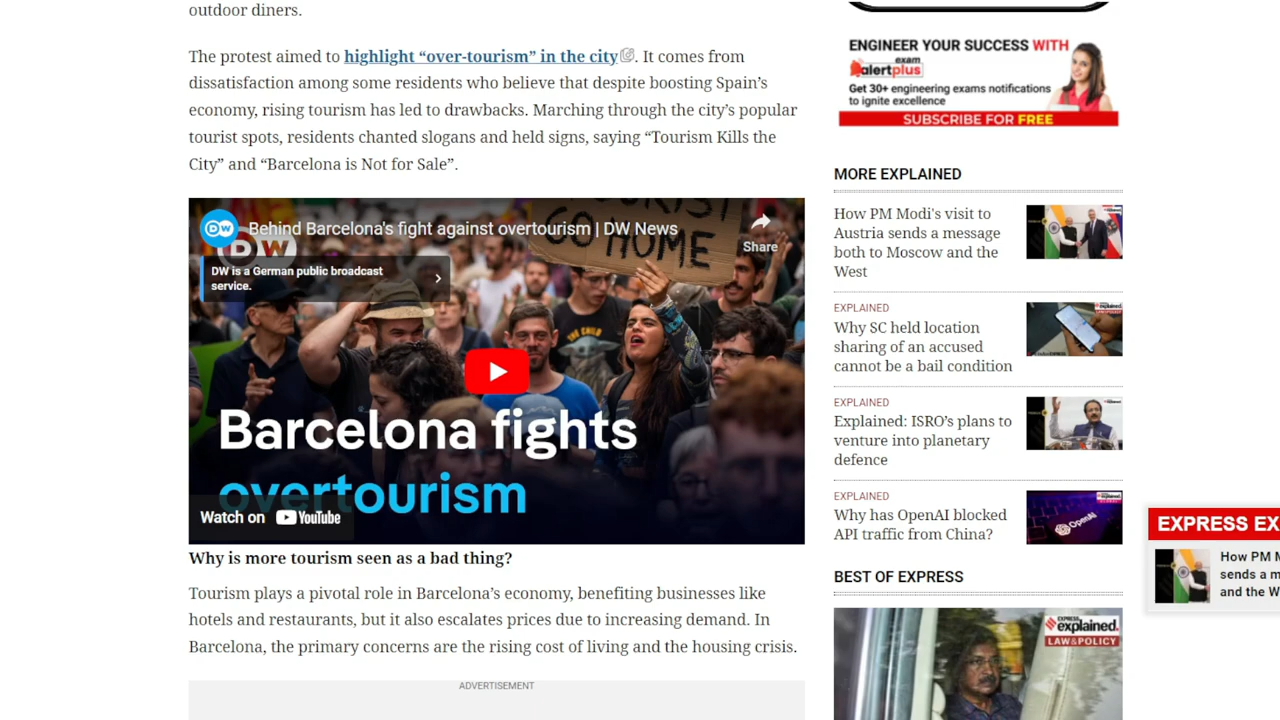 outdoor diners.
The protest aimed to highlight “over-tourism” in the city. It comes from
dissatisfaction among some residents who believe that despite boosting Spain’s
economy, rising tourism has led to drawbacks. Marching through the city’s popular
tourist spots, residents chanted slogans and held signs, saying “Tourism Kills the
City” and “Barcelona is Not for Sale”.
Behind Barcelona's fight against overtourism | DW News
DW
DW is a German public broadcast
service.
GO HOME
Share
THE CHILD
Barcelona fights
overtourism
Watch on YouTube
Why is more tourism seen as a bad thing?
Tourism plays a pivotal role in Barcelona’s economy, benefiting businesses like
hotels and restaurants, but it also escalates prices due to increasing demand. In
Barcelona, the primary concerns are the rising cost of living and the housing crisis.
ADVERTISEMENT
ENGINEER YOUR SUCCESS WITH
exam
alertplus
Get 30+ engineering exams notifications
to ignite excellence
SUBSCRIBE FOR FREE
MORE EXPLAINED
How PM Modi's visit to
Austria sends a message
both to Moscow and the
West
EXPLAINED
Why SC held location
sharing of an accused
cannot be a bail condition
EXPLAINED
Explained: ISRO’s plans to
venture into planetary
defence
EXPLAINED
Why has OpenAI blocked
API traffic from China?
OpenAI
BEST OF EXPRESS
explained.
LAW & POLICY
EXPRESS EX
How PM M
sends a m
and the W